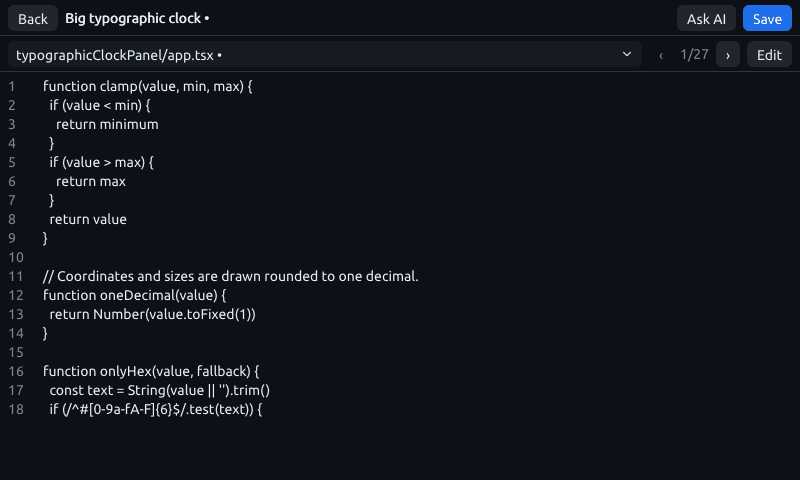 Back Big typographic clock • Ask AI Save
typographicClockPanel/app.tsx • ‹ 1/27 › Edit
1 function clamp(value, min, max) {
2 if (value < min) {
3 return minimum
4 }
5 if (value > max) {
6 return max
7 }
8 return value
9 }
10
11 // Coordinates and sizes are drawn rounded to one decimal.
12 function oneDecimal(value) {
13 return Number(value.toFixed(1))
14 }
15
16 function onlyHex(value, fallback) {
17 const text = String(value || '').trim()
18 if (/^#[0-9a-fA-F]{6}$/.test(text)) {